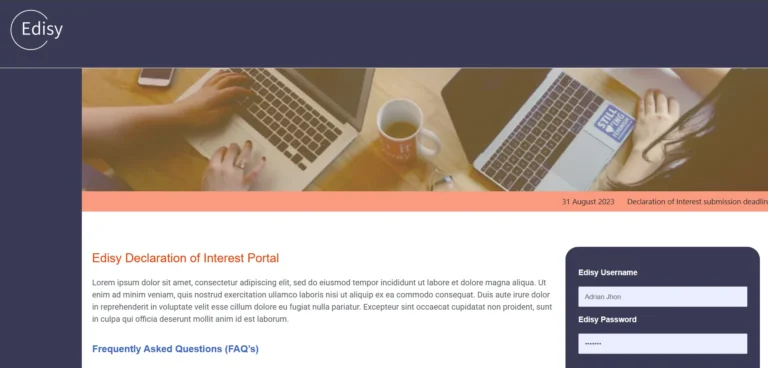 Edisy
STILL
31 August 2023 Declaration of Interest submission deadlin
Edisy Declaration of Interest Portal
Lorem ipsum dolor sit amet, consectetur adipiscing elit, sed do eiusmod tempor incididunt ut labore et dolore magna aliqua. Ut
enim ad minim veniam, quis nostrud exercitation ullamco laboris nisi ut aliquip ex ea commodo consequat. Duis aute irure dolor
in reprehenderit in voluptate velit esse cillum dolore eu fugiat nulla pariatur. Excepteur sint occaecat cupidatat non proident, sunt
in culpa qui officia deserunt mollit anim id est laborum.
Frequently Asked Questions (FAQ's)
Edisy Username
Adrian Jhon
Edisy Password
•••••••